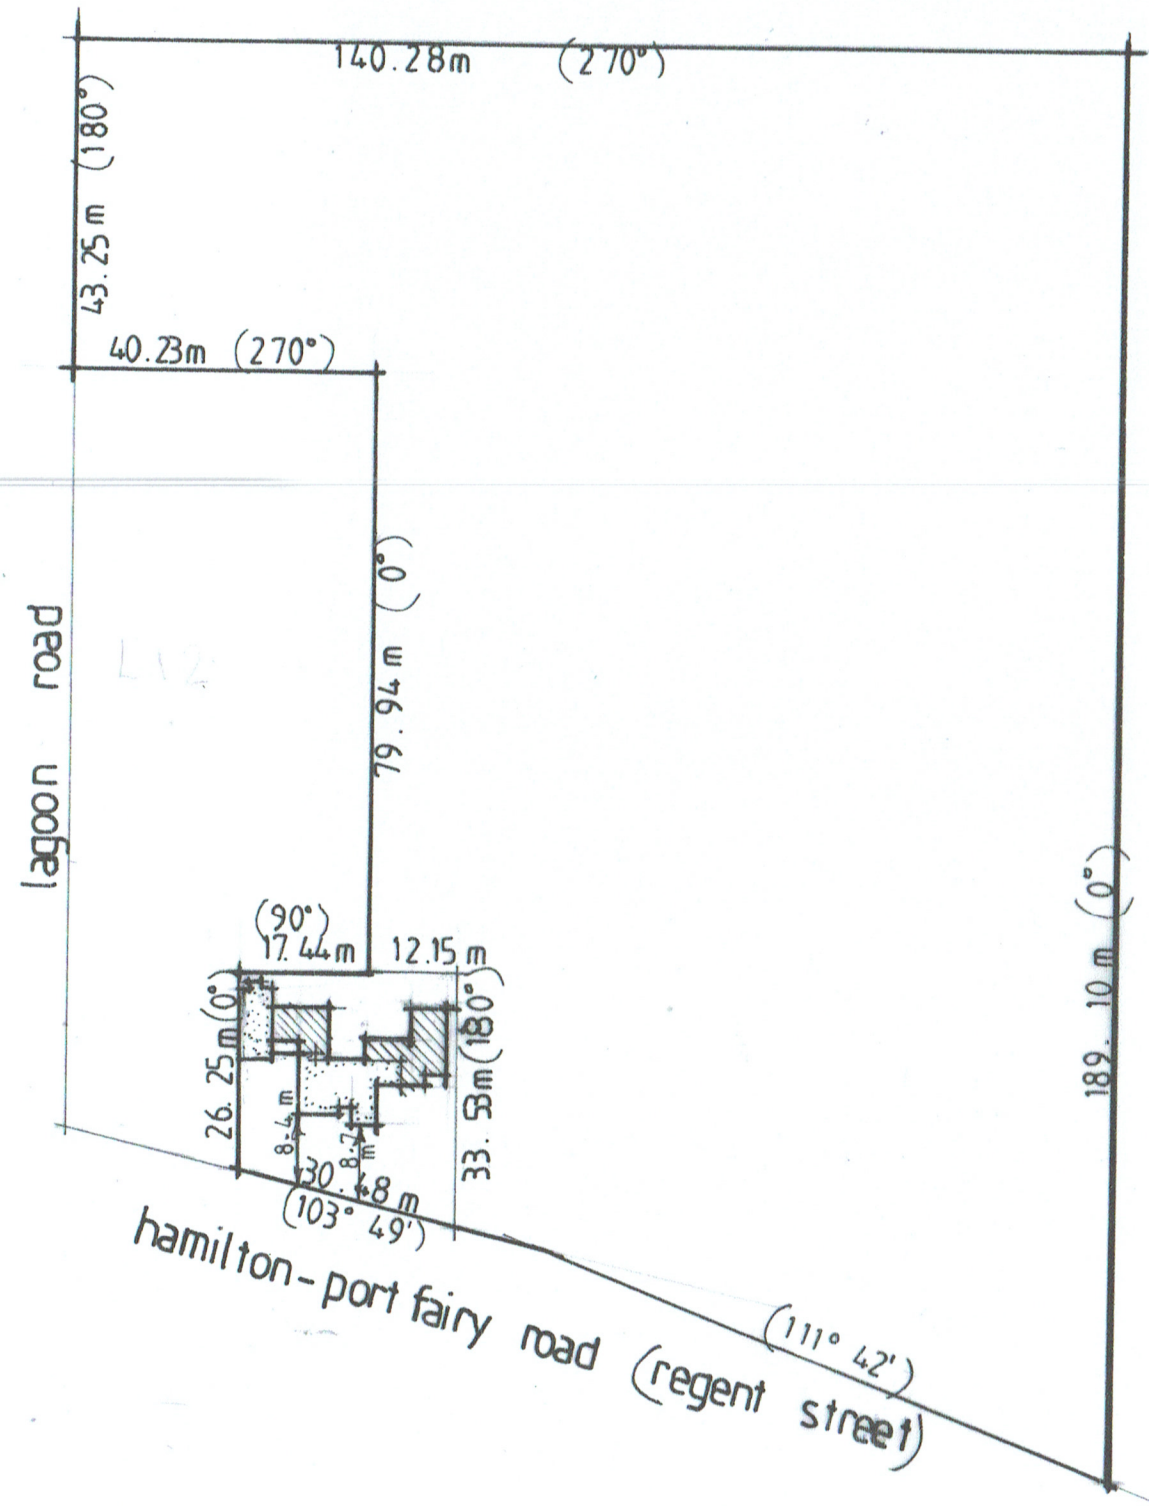 140.28m (270°)
43.25m (180°)
40.23m (270°)
79.94m (0°)
lagoon road
L12
(90°)
17.44m
12.15m
26.25m (0°)
33.53m (180°)
8.4m
8.7m
30.48m
(103° 49')
189.10m (0°)
(111° 42')
hamilton-port fairy road (regent street)